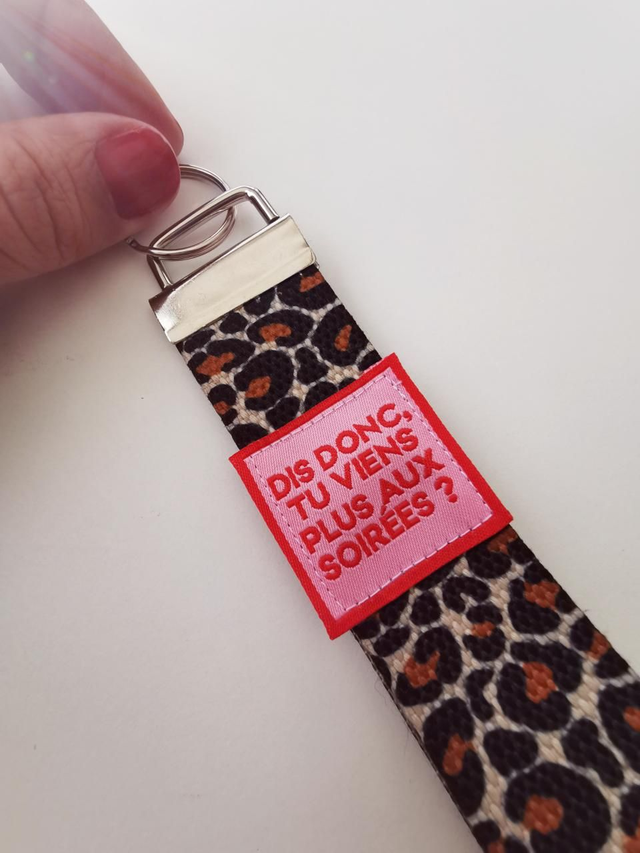 DIS DONC,
TU VIENS
PLUS AUX
SOIRÉES ?